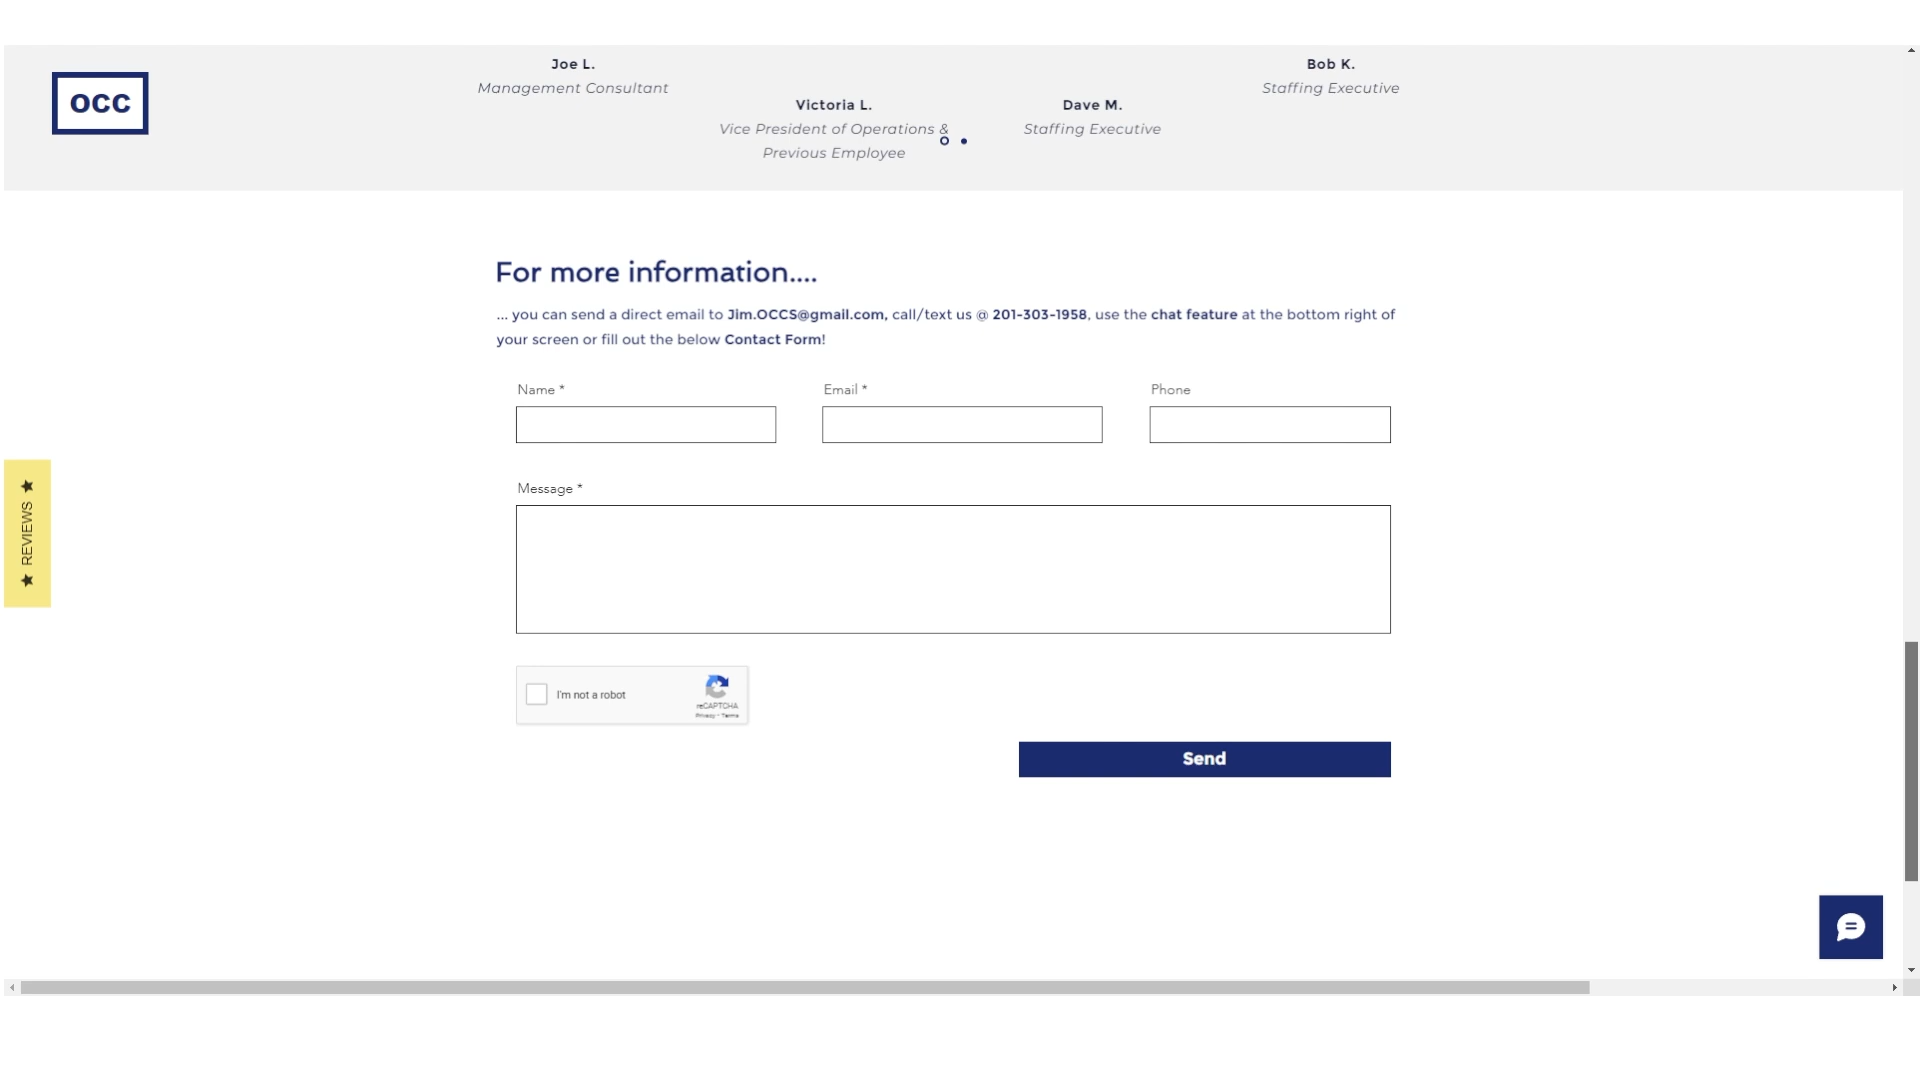 OCC
Joe L.
Management Consultant
Victoria L.
Vice President of Operations &
Previous Employee
Dave M.
Staffing Executive
Bob K.
Staffing Executive
For more information....
... you can send a direct email to Jim.OCCS@gmail.com, call/text us @ 201-303-1958, use the chat feature at the bottom right of
your screen or fill out the below Contact Form!
Name *
Email *
Phone
★ REVIEWS ★
Message *
I'm not a robot
reCAPTCHA
Privacy - Terms
Send